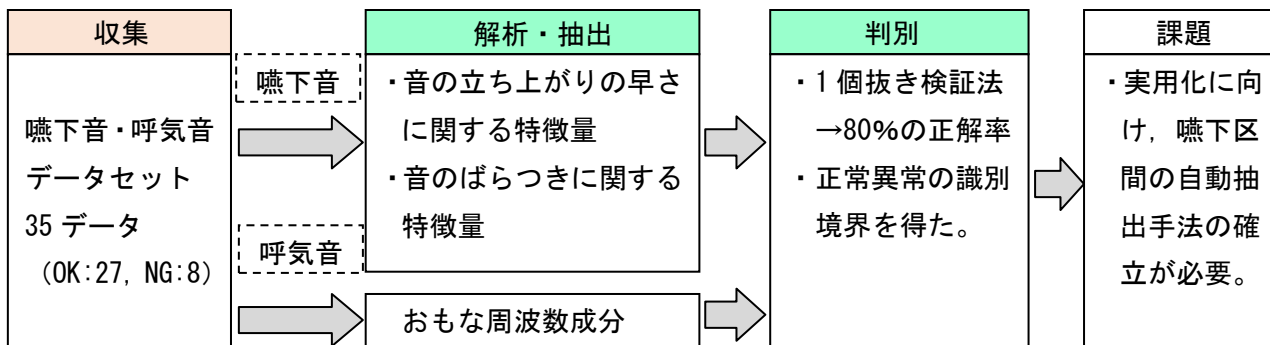 収集
嚥下音・呼気音
データセット
35 データ
（OK:27, NG:8）
嚥下音
呼気音
解析・抽出
・音の立ち上がりの早さ
に関する特徴量
・音のばらつきに関する
特徴量
おもな周波数成分
判別
・1 個抜き検証法
→80％の正解率
・正常異常の識別
境界を得た。
課題
・実用化に向
け，嚥下区
間の自動抽
出手法の確
立が必要。